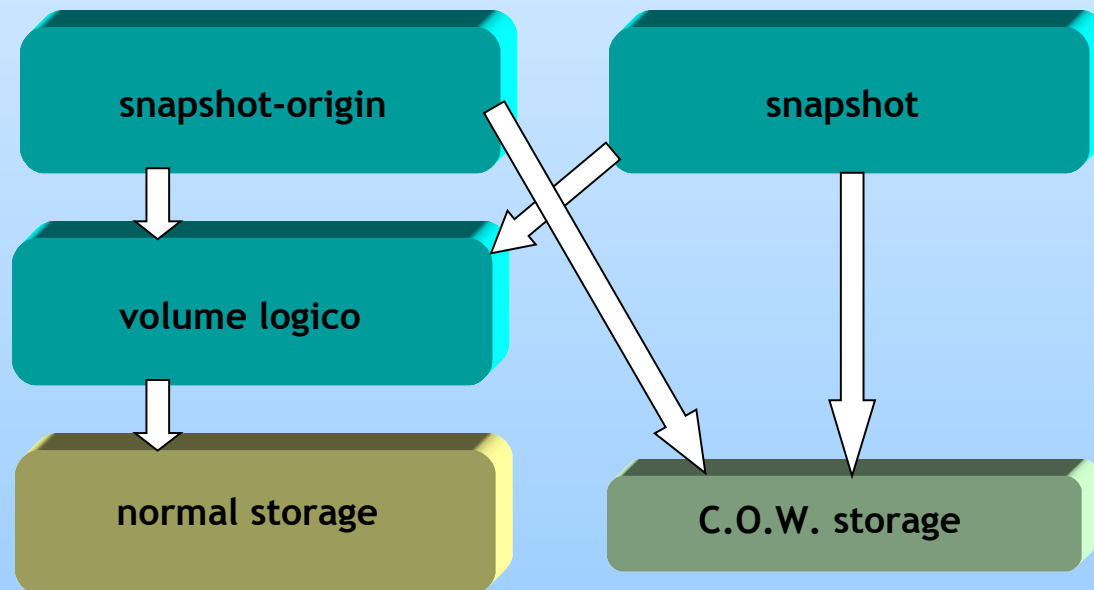 snapshot-origin
snapshot
volume logico
normal storage
C.O.W. storage